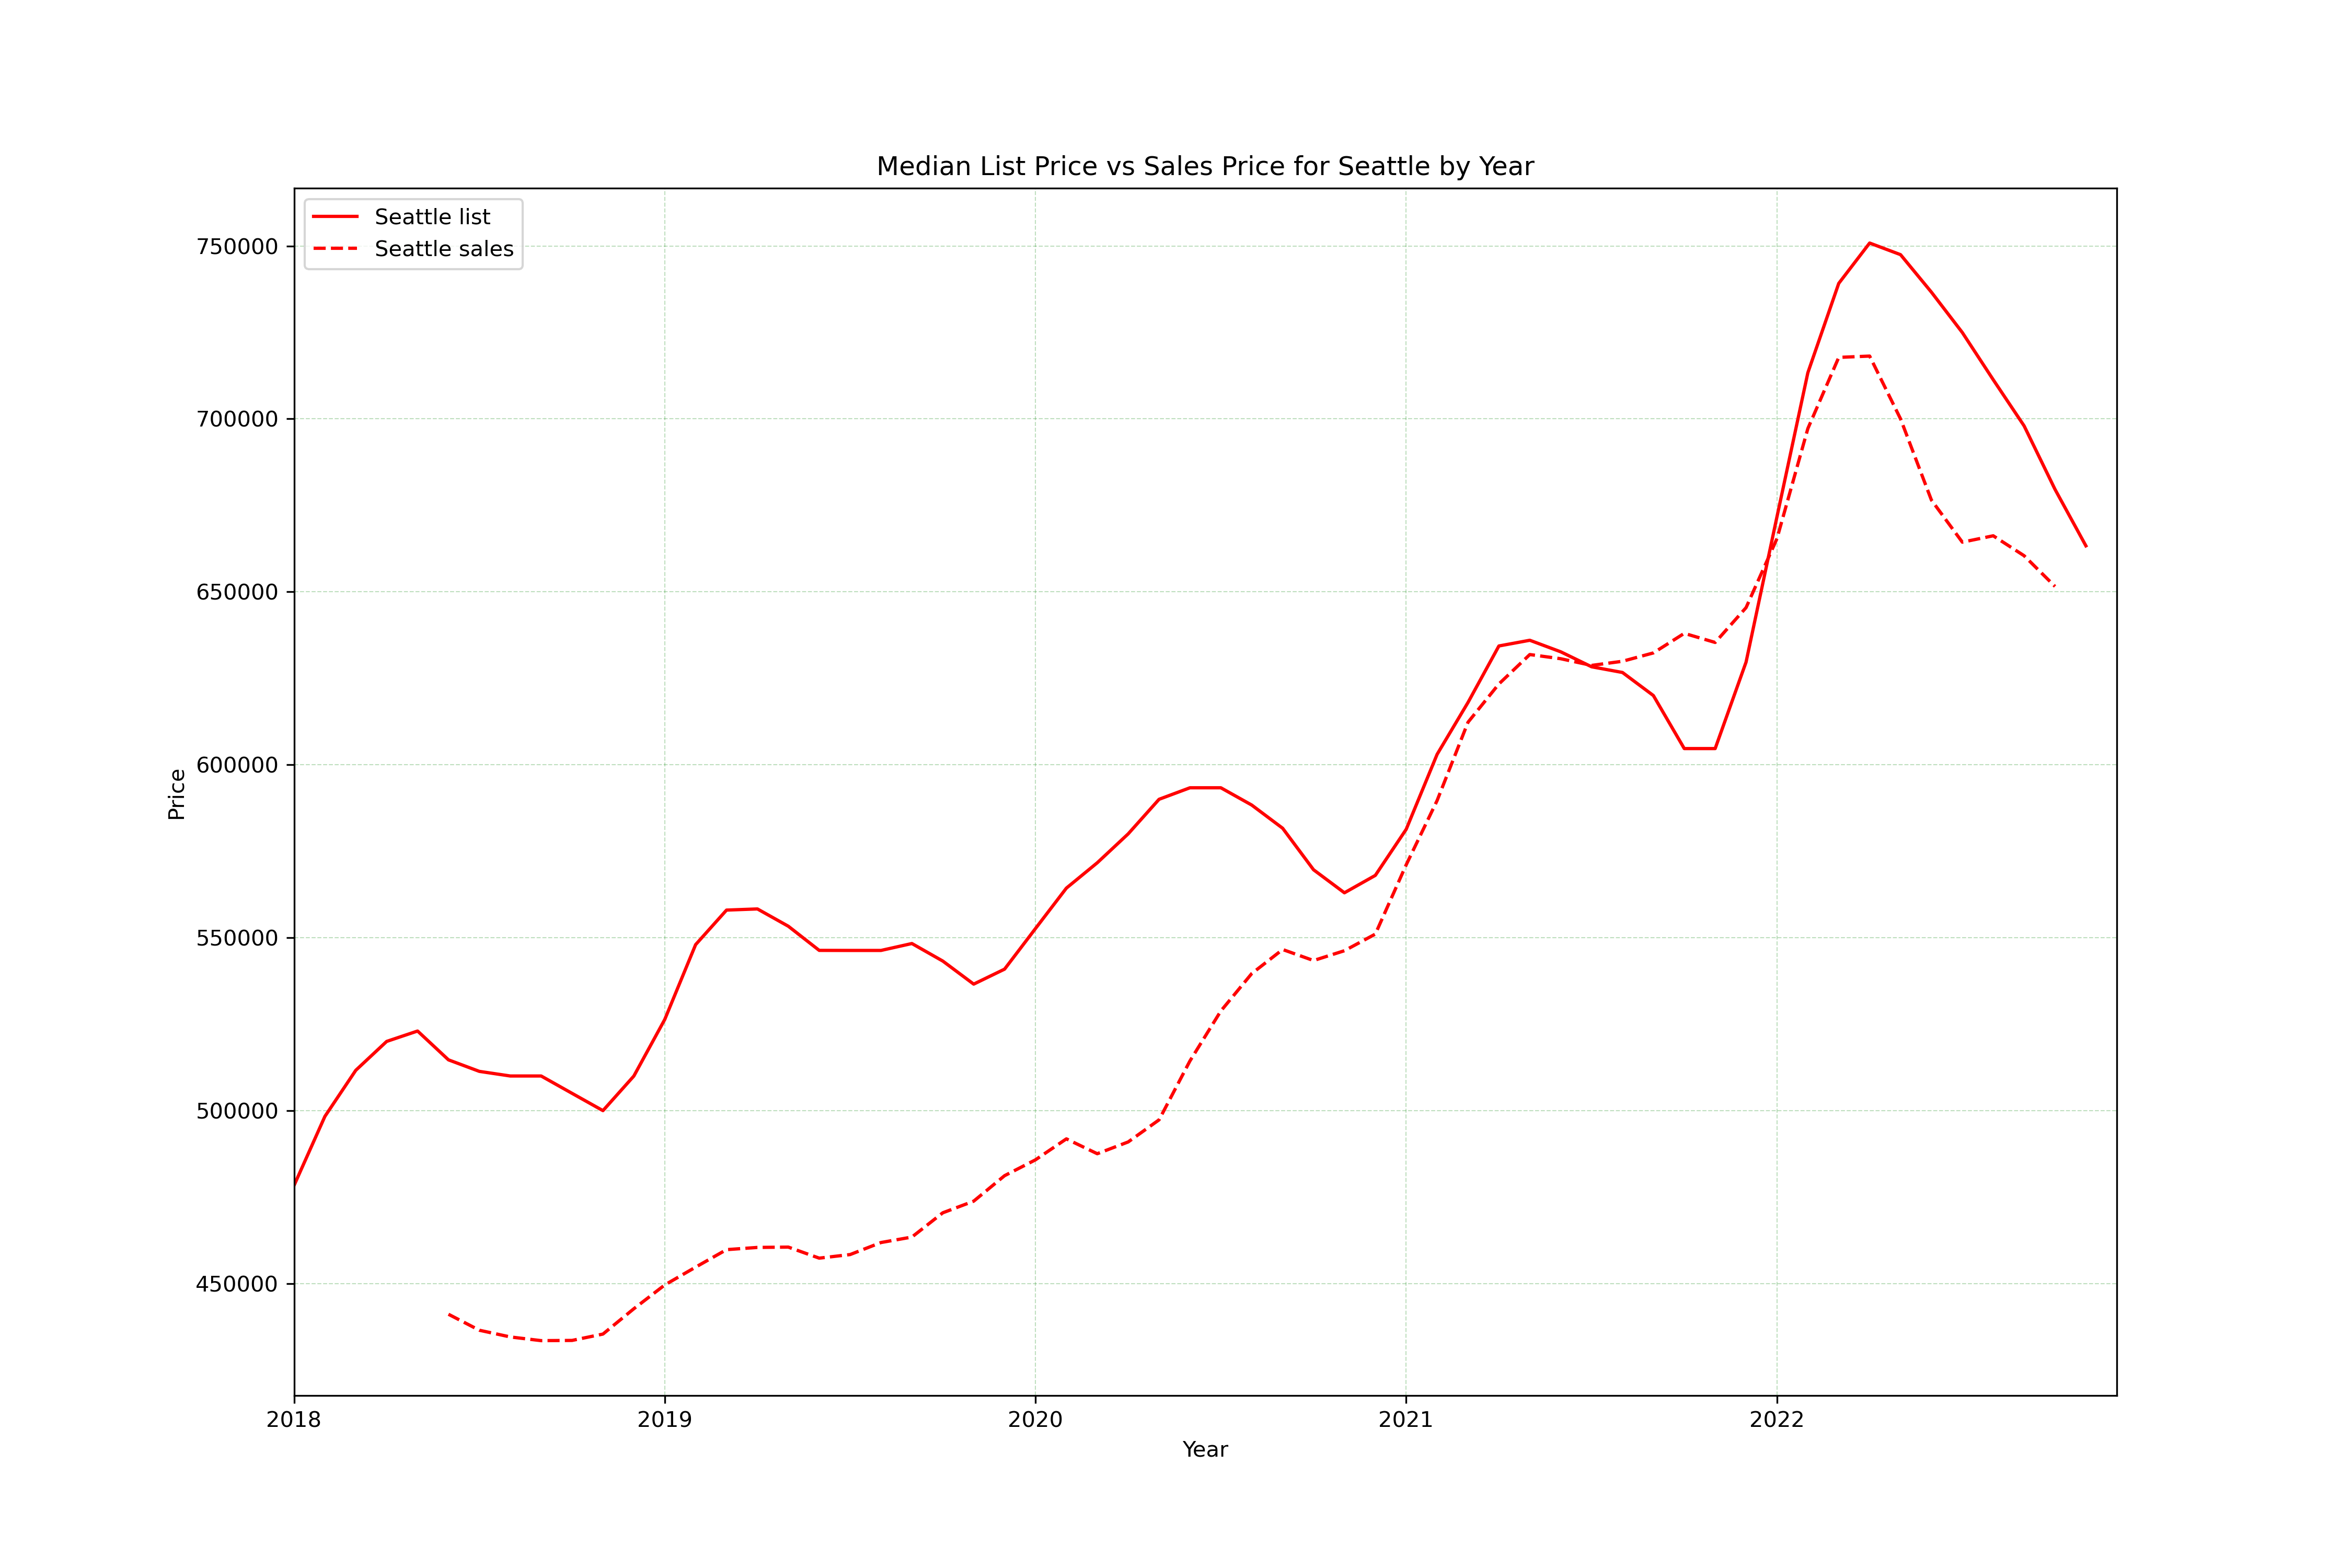 Median List Price vs Sales Price for Seattle by Year
Seattle list
Seattle sales
750000
700000
650000
600000
550000
500000
450000
Price
2018 2019 2020 2021 2022
Year